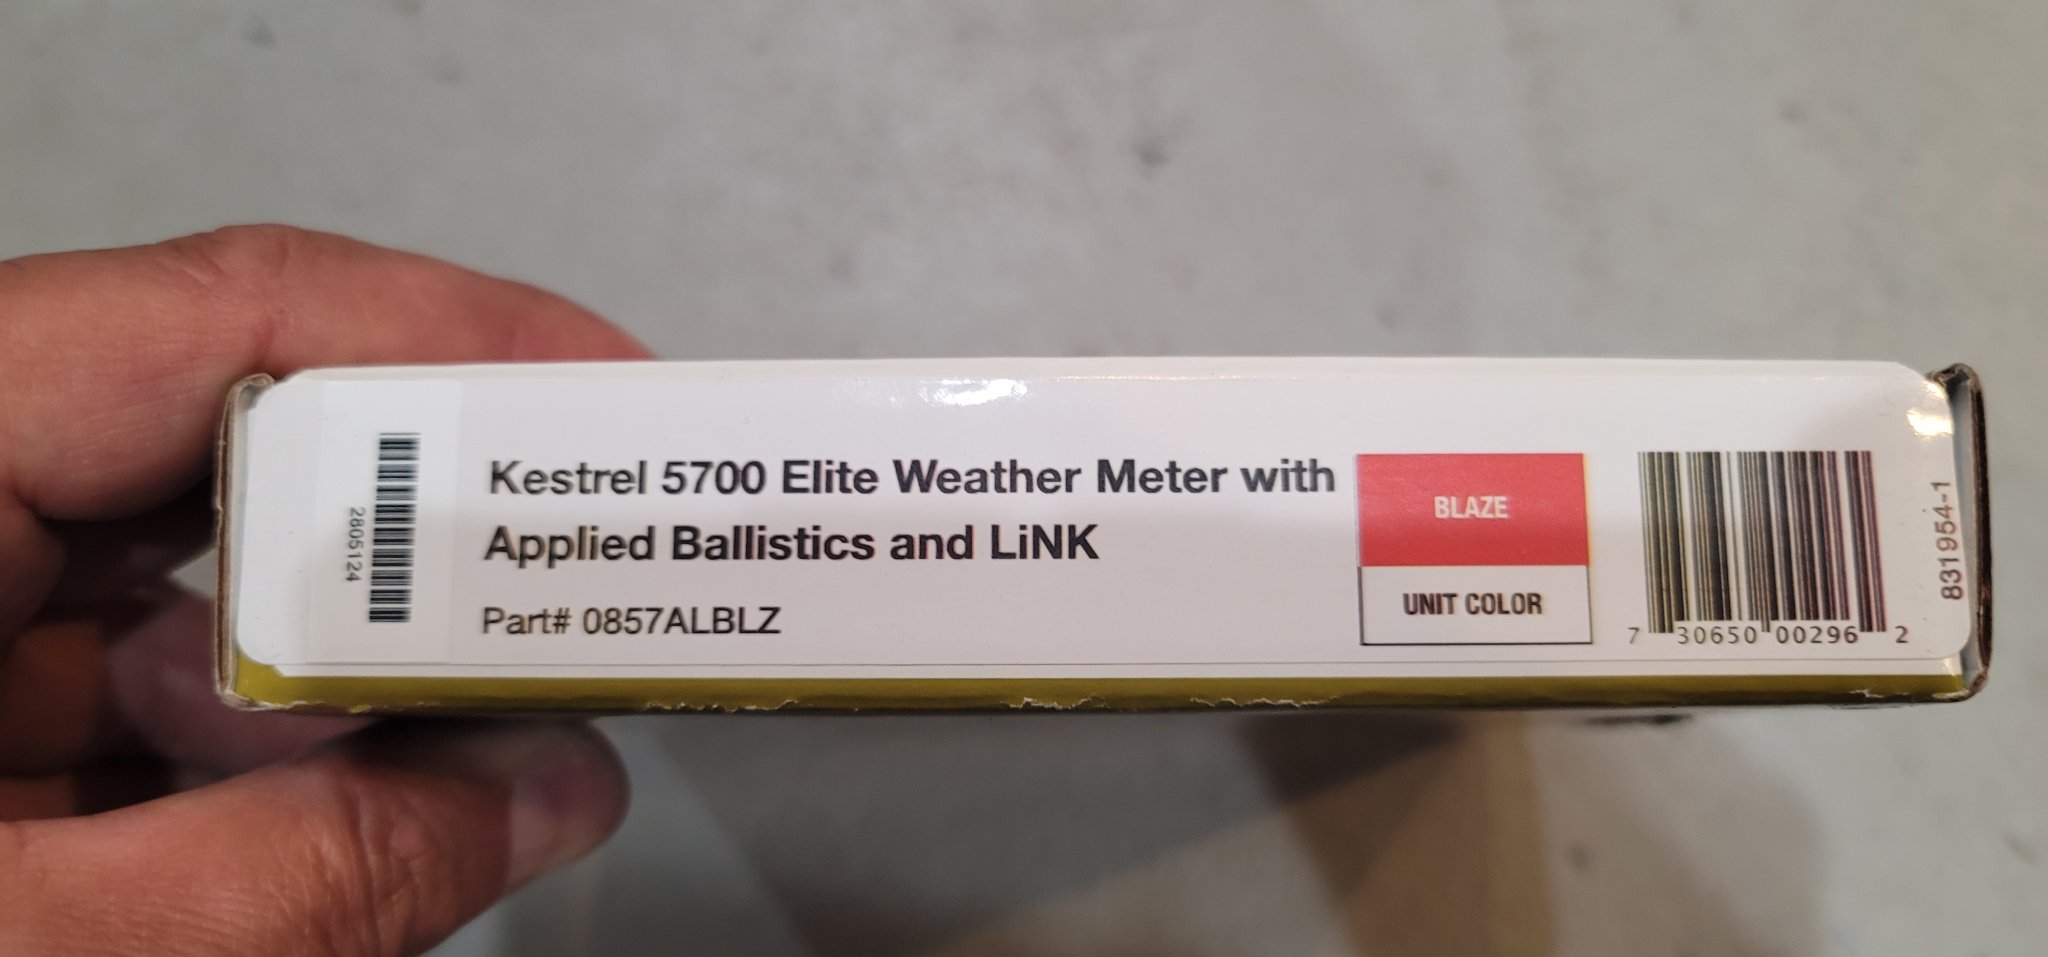 2805124
Kestrel 5700 Elite Weather Meter with
Applied Ballistics and LiNK
Part# 0857ALBLZ
BLAZE
UNIT COLOR
7 30650 00296 2
8319954-1